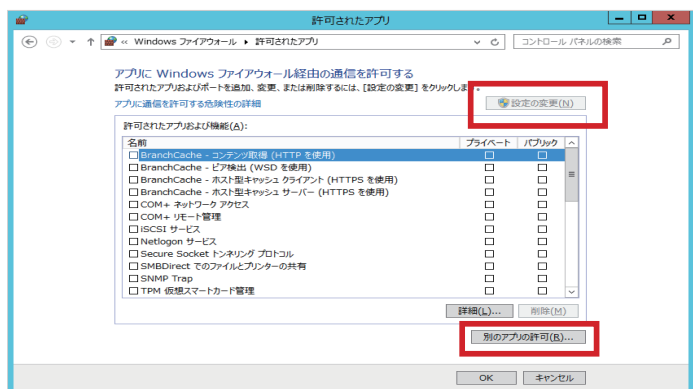 許可されたアプリ
« Windows ファイアウォール ▸ 許可されたアプリ
コントロール パネルの検索
アプリに Windows ファイアウォール経由の通信を許可する
許可されたアプリおよびポートを追加、変更、または削除するには、[設定の変更] をクリックします。
アプリに通信を許可する危険性の詳細
設定の変更(N)
許可されたアプリおよび機能(A):
名前 プライベート パブリック
BranchCache - コンテンツ取得 (HTTP を使用)
BranchCache - ピア検出 (WSD を使用)
BranchCache - ホスト型キャッシュ クライアント (HTTPS を使用)
BranchCache - ホスト型キャッシュ サーバー (HTTPS を使用)
COM+ ネットワーク アクセス
COM+ リモート管理
iSCSI サービス
Netlogon サービス
Secure Socket トンネリング プロトコル
SMBDirect でのファイルとプリンターの共有
SNMP Trap
TPM 仮想スマートカード管理
詳細(L)... 削除(M)
別のアプリの許可(R)...
OK キャンセル